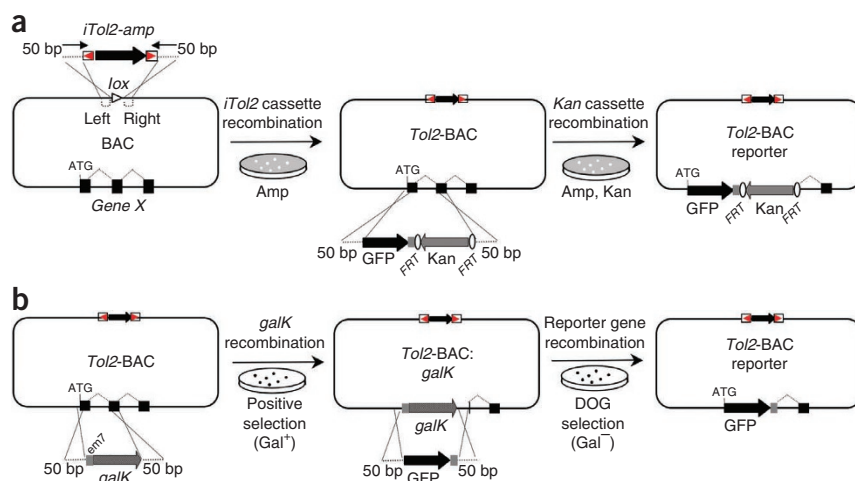 a
iTol2-amp
50 bp 50 bp
lox
Left Right
BAC
ATG
Gene X
iTol2 cassette
recombination
Amp
Tol2-BAC
ATG
50 bp 50 bp
GFP FRT Kan FRT
Kan cassette
recombination
Amp, Kan
Tol2-BAC
reporter
ATG
GFP FRT Kan FRT
b
Tol2-BAC
ATG
em7
50 bp 50 bp
galK
galK
recombination
Positive
selection
(Gal+)
Tol2-BAC:
galK
galK
50 bp 50 bp
GFP
Reporter gene
recombination
DOG
selection
(Gal–)
Tol2-BAC
reporter
ATG
GFP